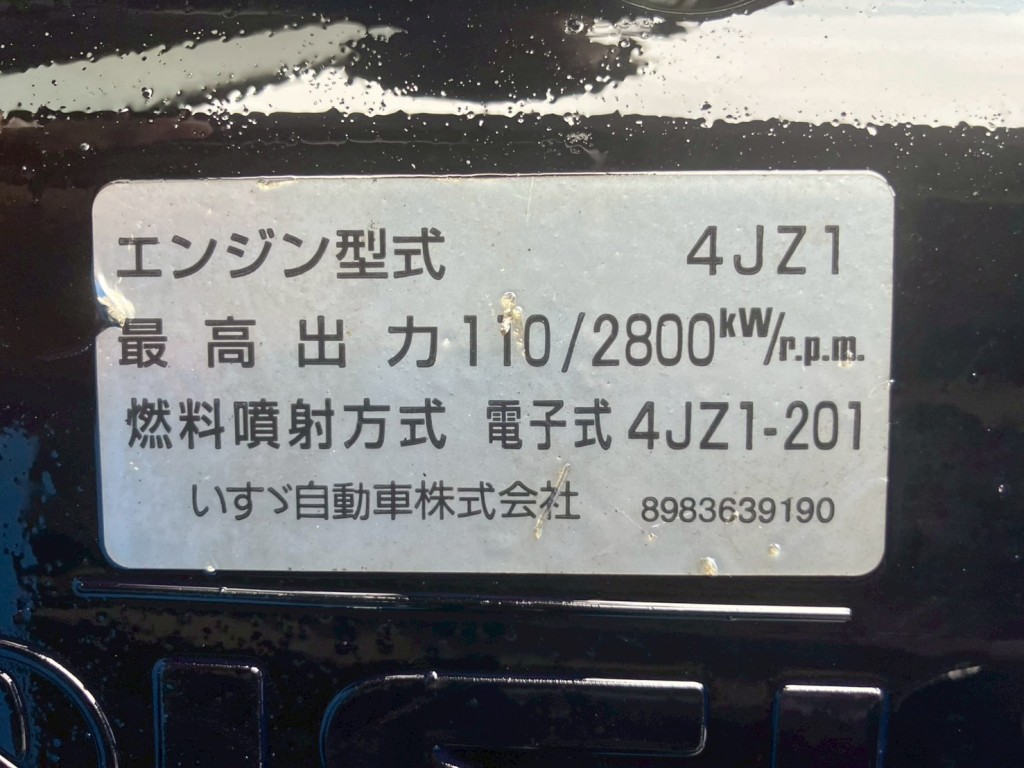 エンジン型式 4JZ1
最高出力 110/2800kW/r.p.m.
燃料噴射方式 電子式 4JZ1-201
いすゞ自動車株式会社 8983639190